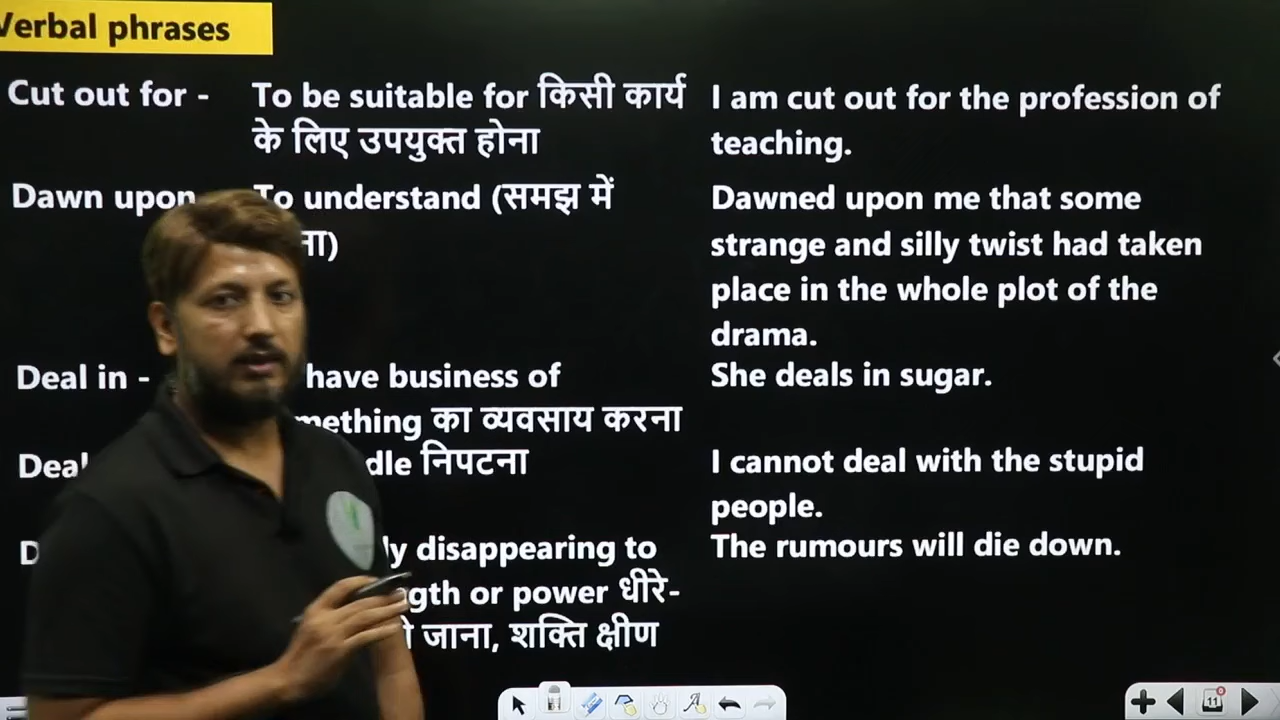 Verbal phrases
Cut out for - To be suitable for किसी कार्य I am cut out for the profession of
के लिए उपयुक्त होना teaching.
Dawn upon To understand (समझ में Dawned upon me that some
strange and silly twist had taken
place in the whole plot of the
drama.
Deal in - have business of She deals in sugar.
का व्यवसाय करना
निपटना I cannot deal with the stupid
people.
disappearing to The rumours will die down.
or power धीरे-
जाना, शक्ति क्षीण
11